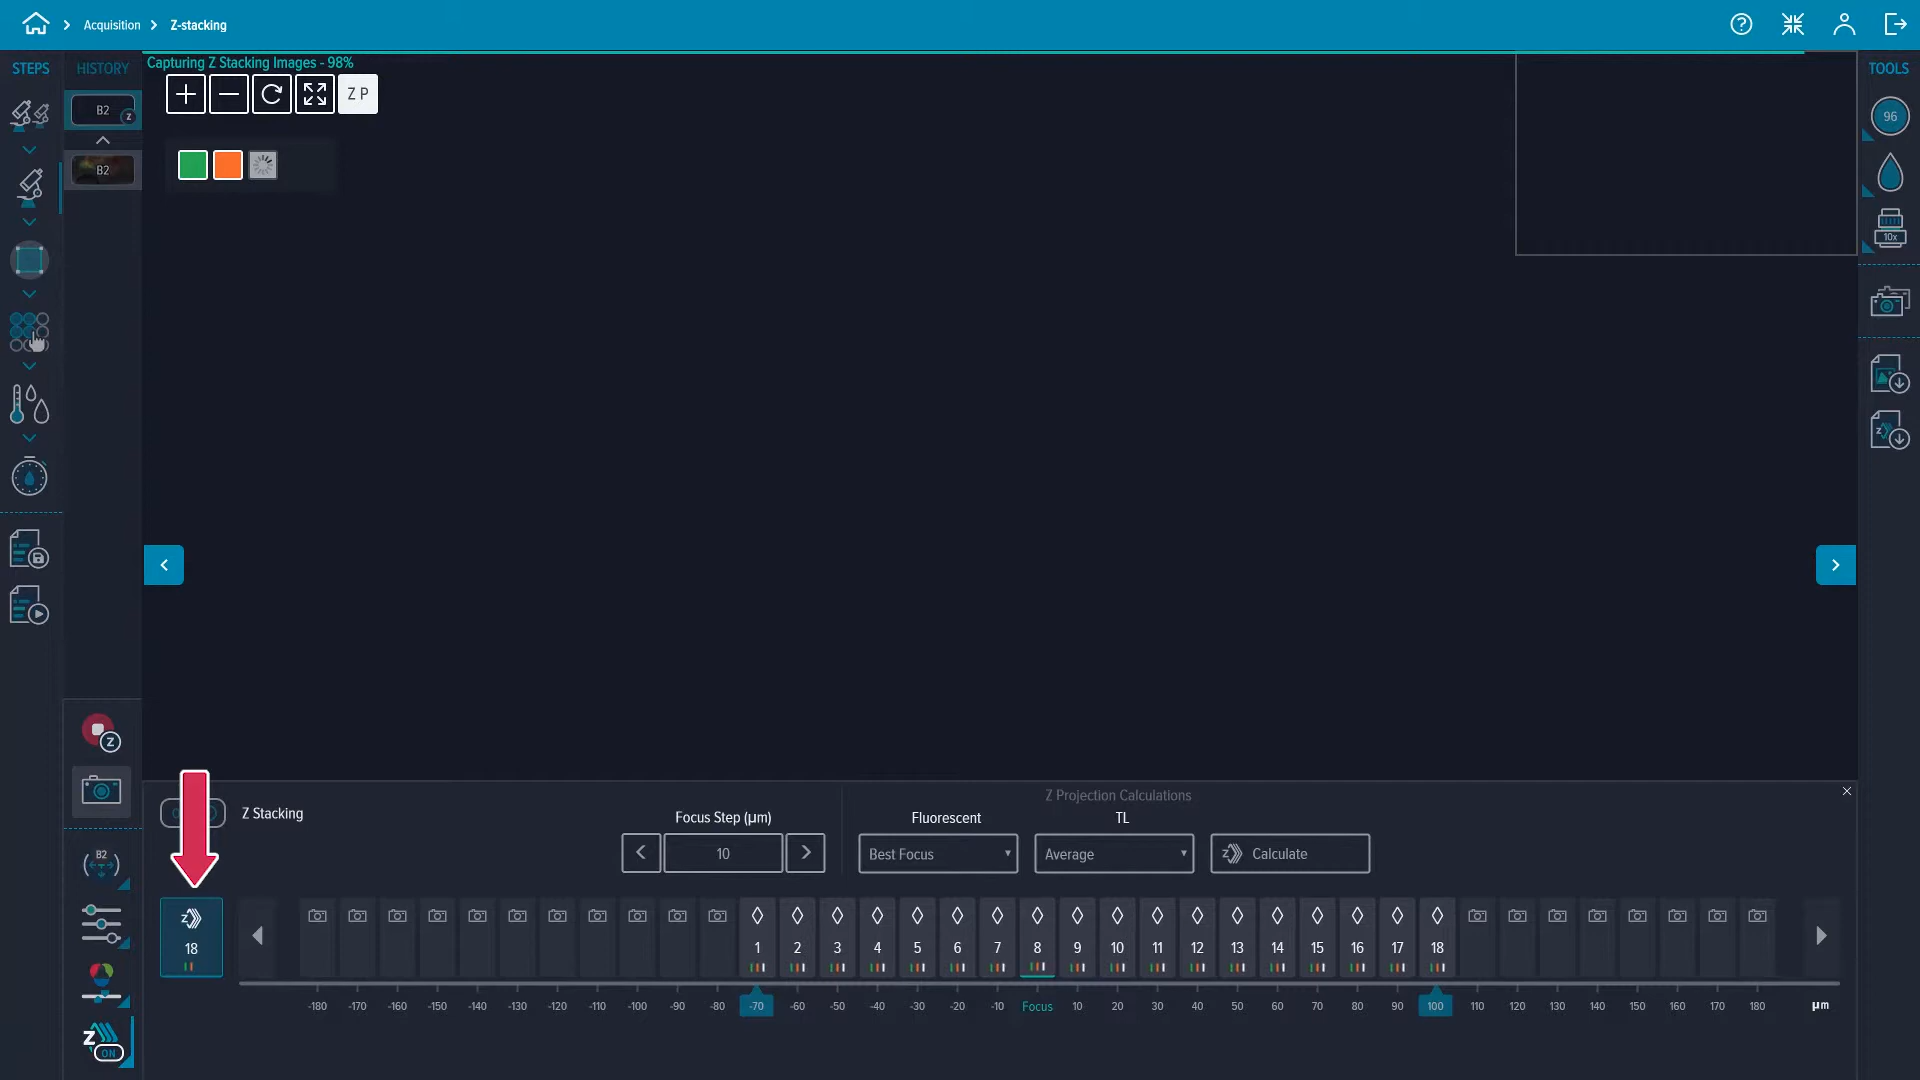 Acquisition Z-stacking
STEPS HISTORY Capturing Z Stacking Images - 98% TOOLS
Z P
B2 Z
96
B2
10x
Z
Z
Z Projection Calculations
Z Stacking Focus Step (µm) Fluorescent TL
10 Best Focus Average Z Calculate
B2
Z
18 1 2 3 4 5 6 7 8 9 10 11 12 13 14 15 16 17 18
-180 -170 -160 -150 -140 -130 -120 -110 -100 -90 -80 -70 -60 -50 -40 -30 -20 -10 Focus 10 20 30 40 50 60 70 80 90 100 110 120 130 140 150 160 170 180 µm
Z ON